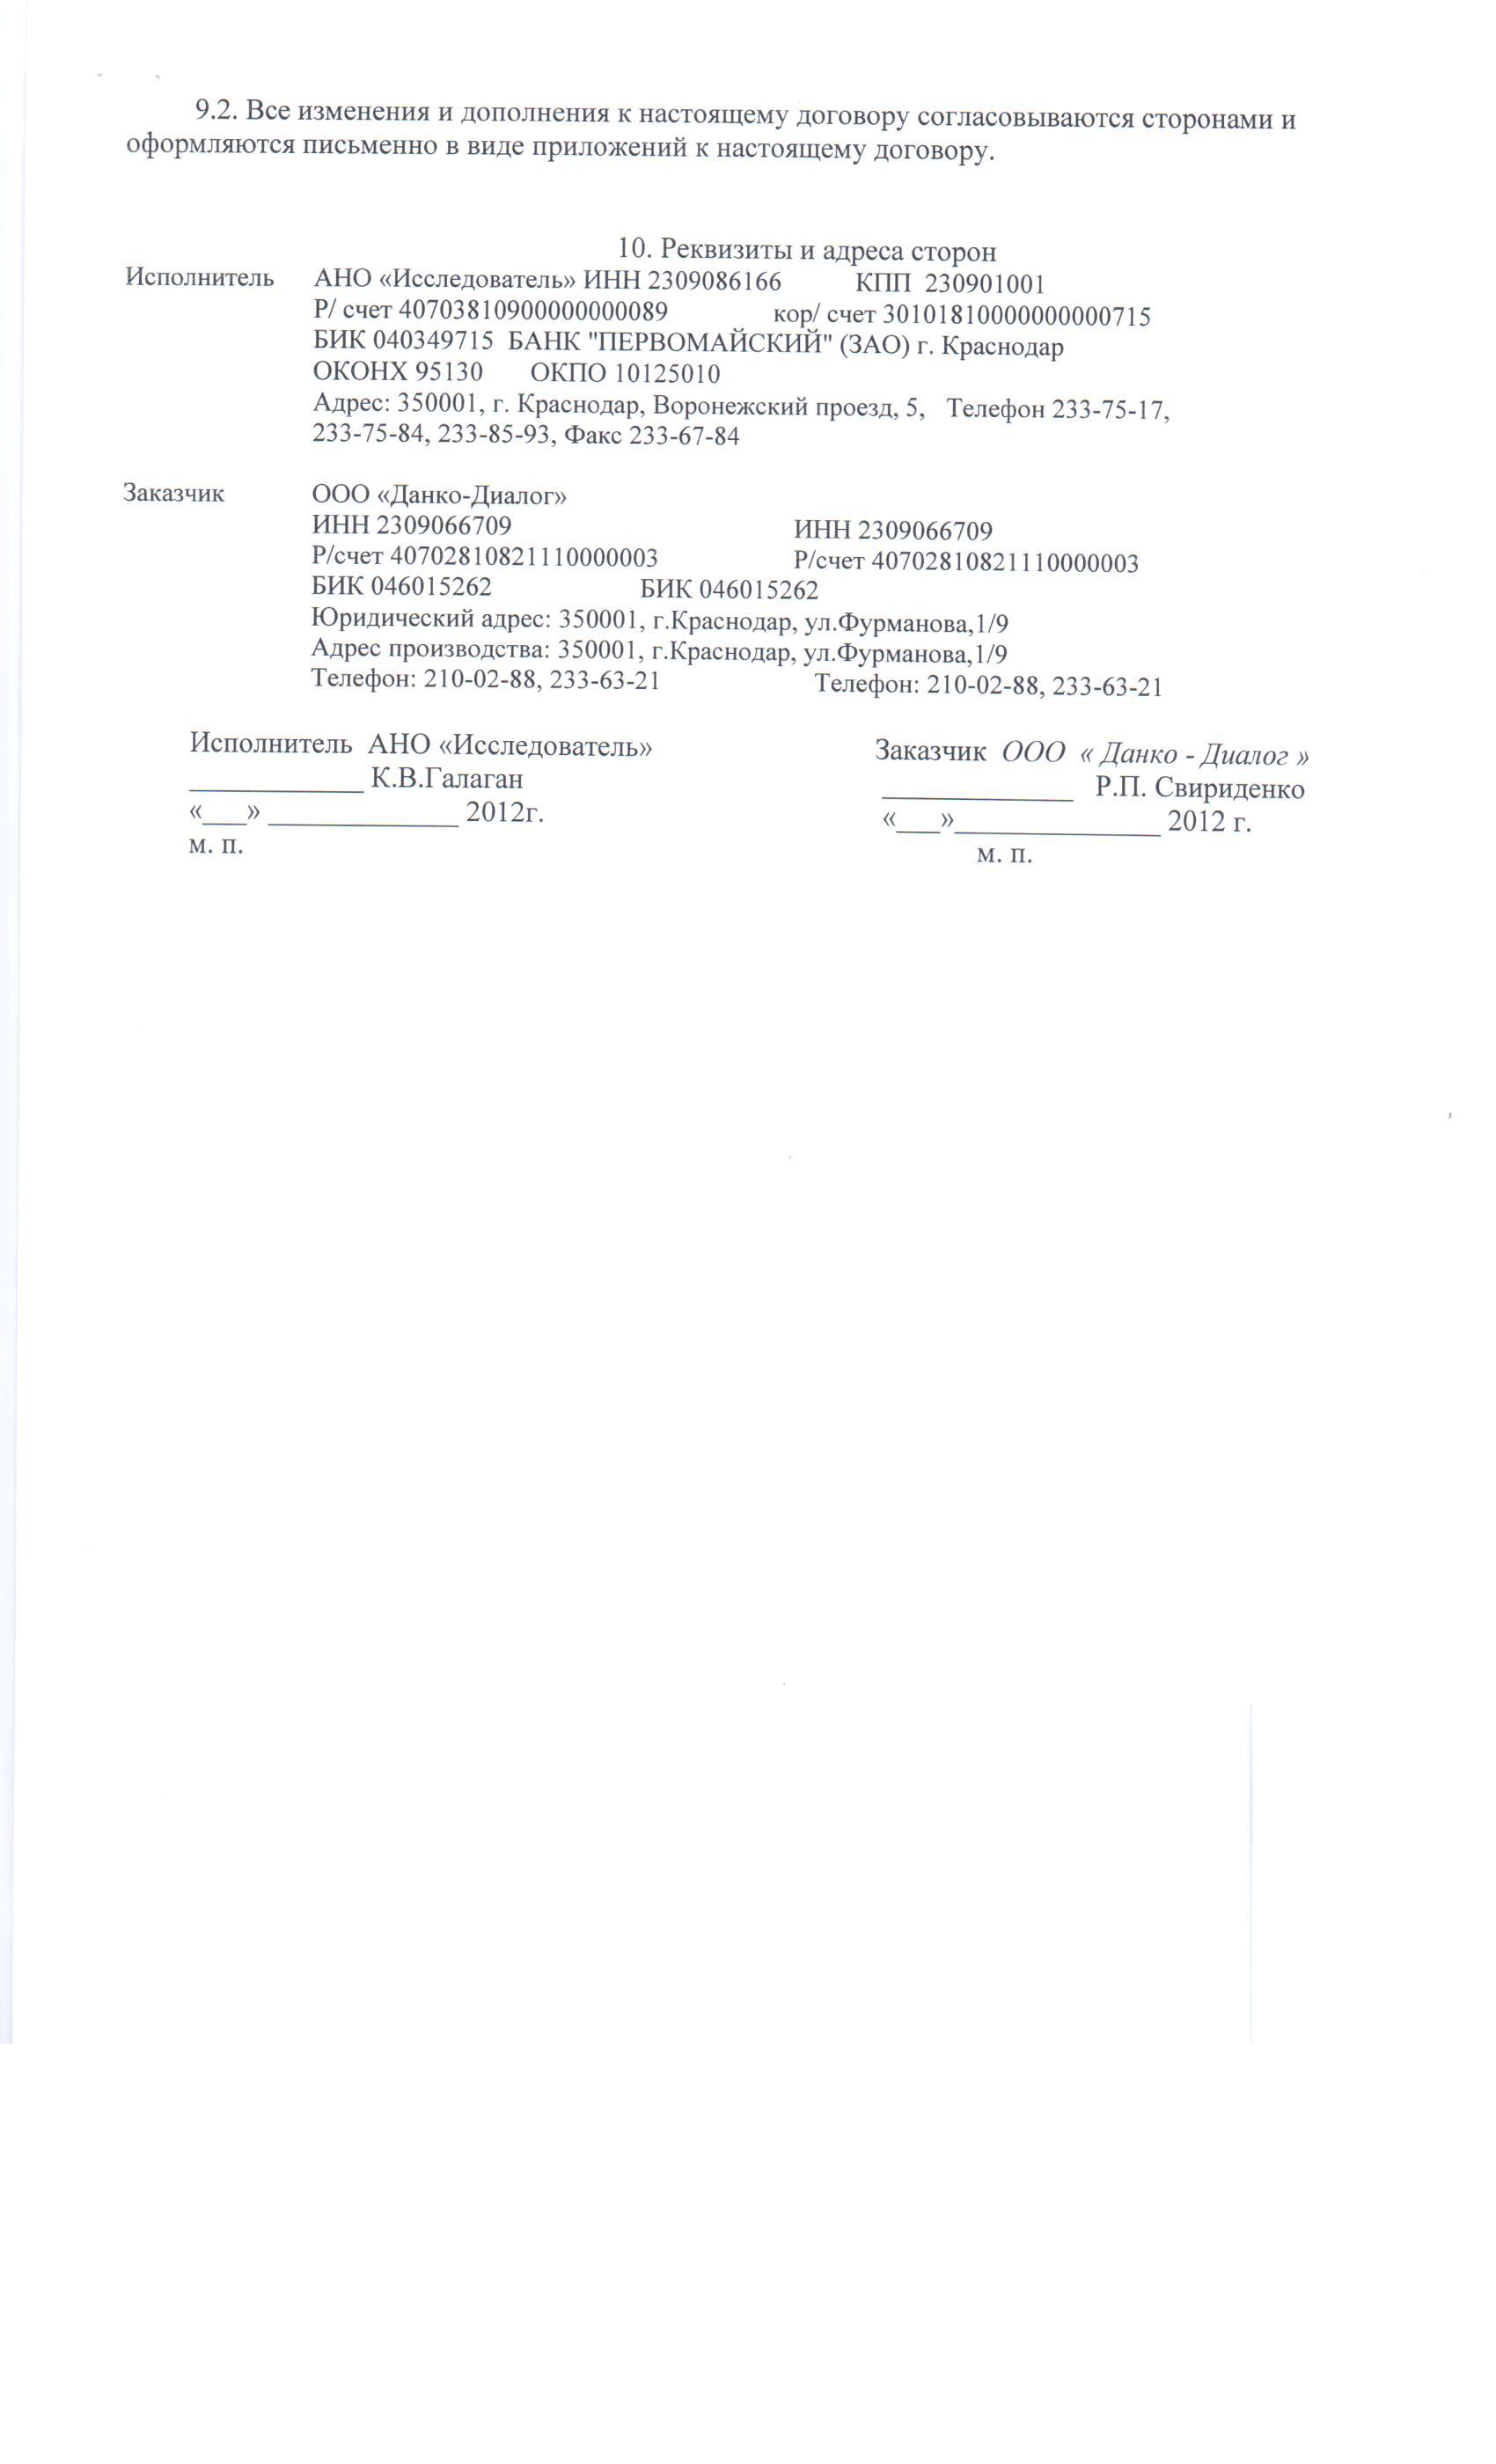 9.2. Все изменения и дополнения к настоящему договору согласовываются сторонами и
оформляются письменно в виде приложений к настоящему договору.
10. Реквизиты и адреса сторон
Исполнитель АНО «Исследователь» ИНН 2309086166 КПП 230901001
Р/ счет 40703810900000000089 кор/ счет 30101810000000000715
БИК 040349715 БАНК "ПЕРВОМАЙСКИЙ" (ЗАО) г. Краснодар
ОКОНХ 95130 ОКПО 10125010
Адрес: 350001, г. Краснодар, Воронежский проезд, 5, Телефон 233-75-17,
233-75-84, 233-85-93, Факс 233-67-84
Заказчик ООО «Данко-Диалог»
ИНН 2309066709 ИНН 2309066709
Р/счет 40702810821110000003 Р/счет 40702810821110000003
БИК 046015262 БИК 046015262
Юридический адрес: 350001, г.Краснодар, ул.Фурманова,1/9
Адрес производства: 350001, г.Краснодар, ул.Фурманова,1/9
Телефон: 210-02-88, 233-63-21 Телефон: 210-02-88, 233-63-21
Исполнитель АНО «Исследователь» Заказчик ООО « Данко - Диалог »
____________ К.В.Галаган _____________ Р.П. Свириденко
«___» _____________ 2012г. «___»______________ 2012 г.
м. п. м. п.